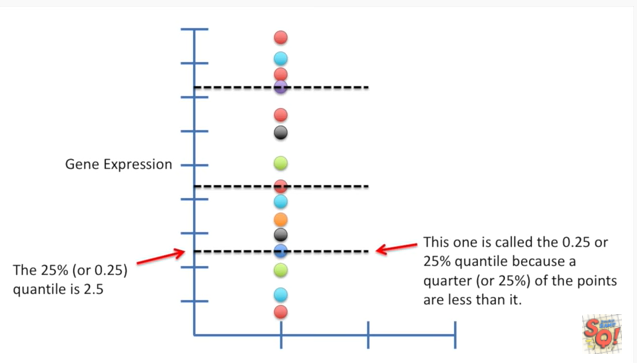 Gene Expression
The 25% (or 0.25)
quantile is 2.5
This one is called the 0.25 or
25% quantile because a
quarter (or 25%) of the points
are less than it.
SQ!